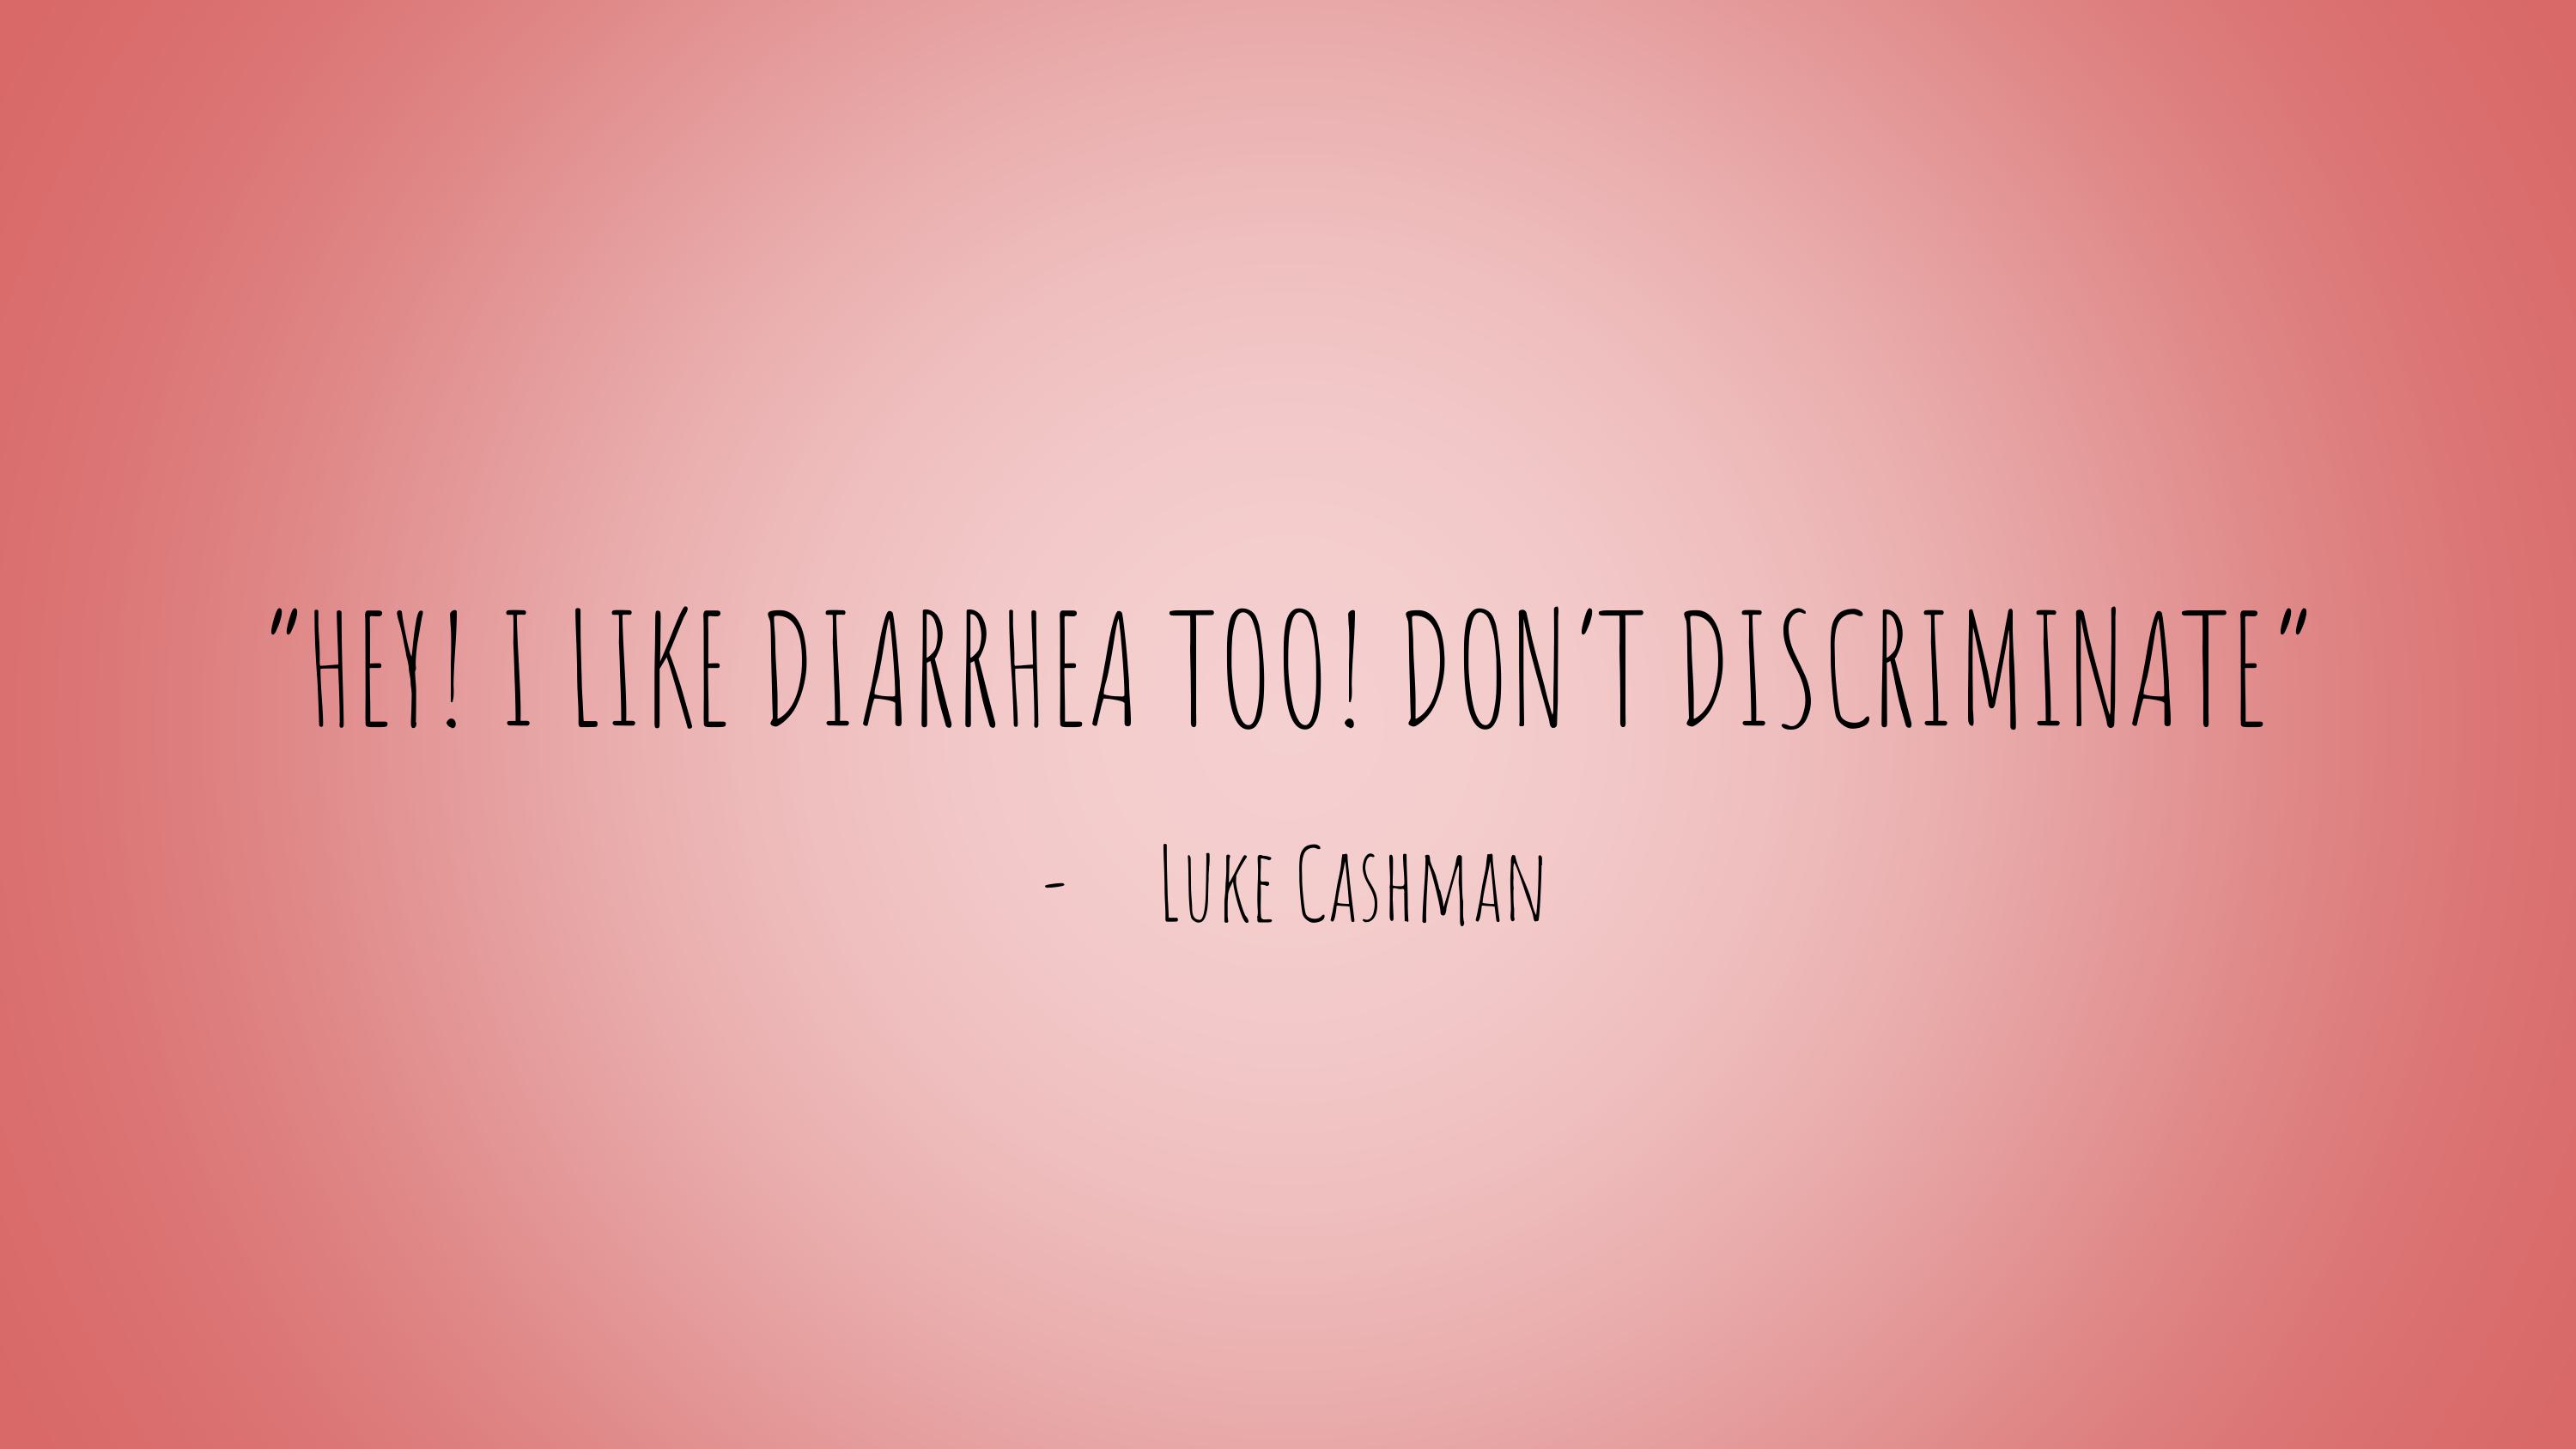 “HEY! I LIKE DIARRHEA TOO! DON’T DISCRIMINATE”
- Luke Cashman